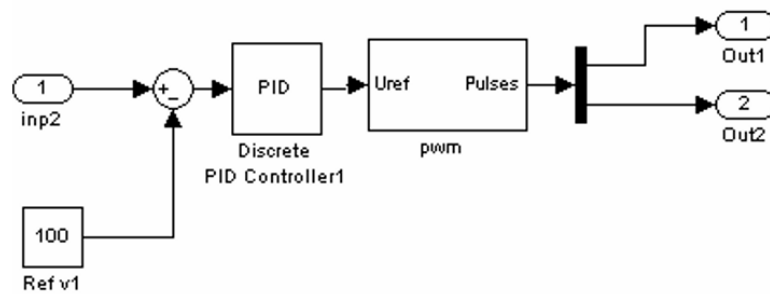 1
Out1
1
inp2
+
−
PID
Discrete
PID Controller1
Uref
Pulses
pwm
2
Out2
100
Ref v1